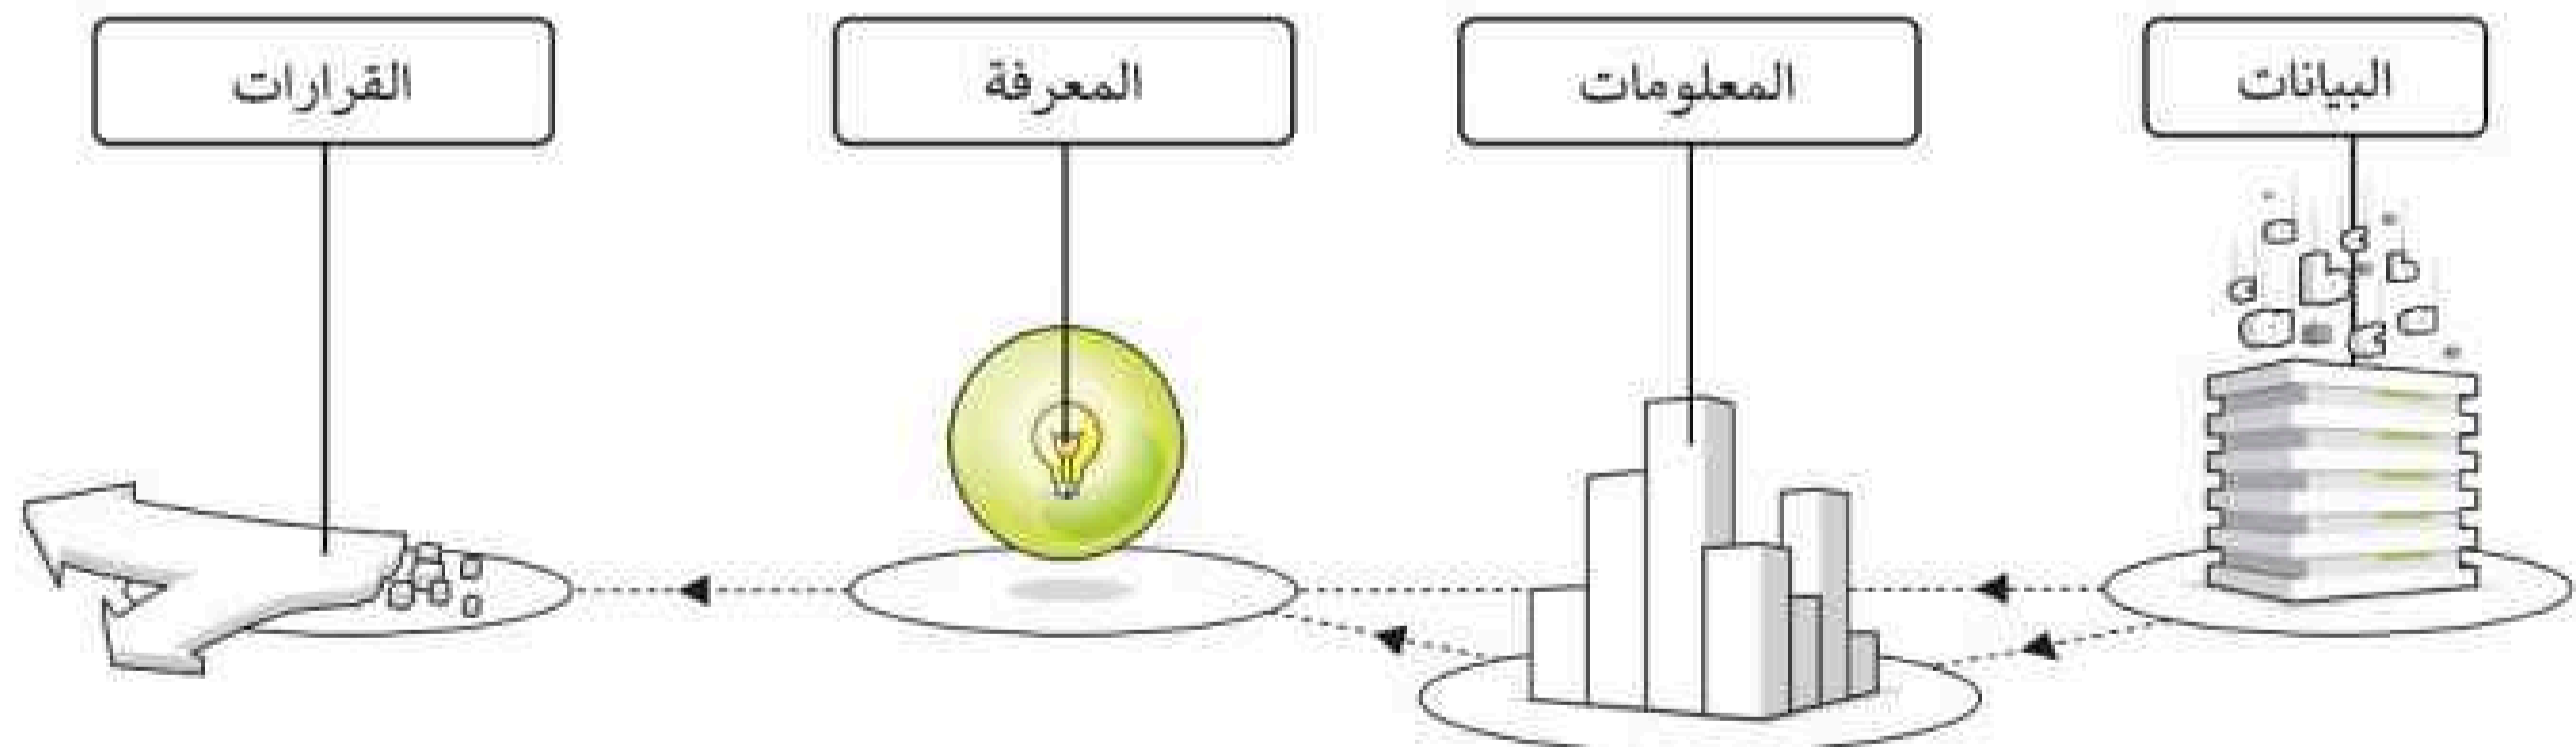 البيانات
المعلومات
المعرفة
القرارات